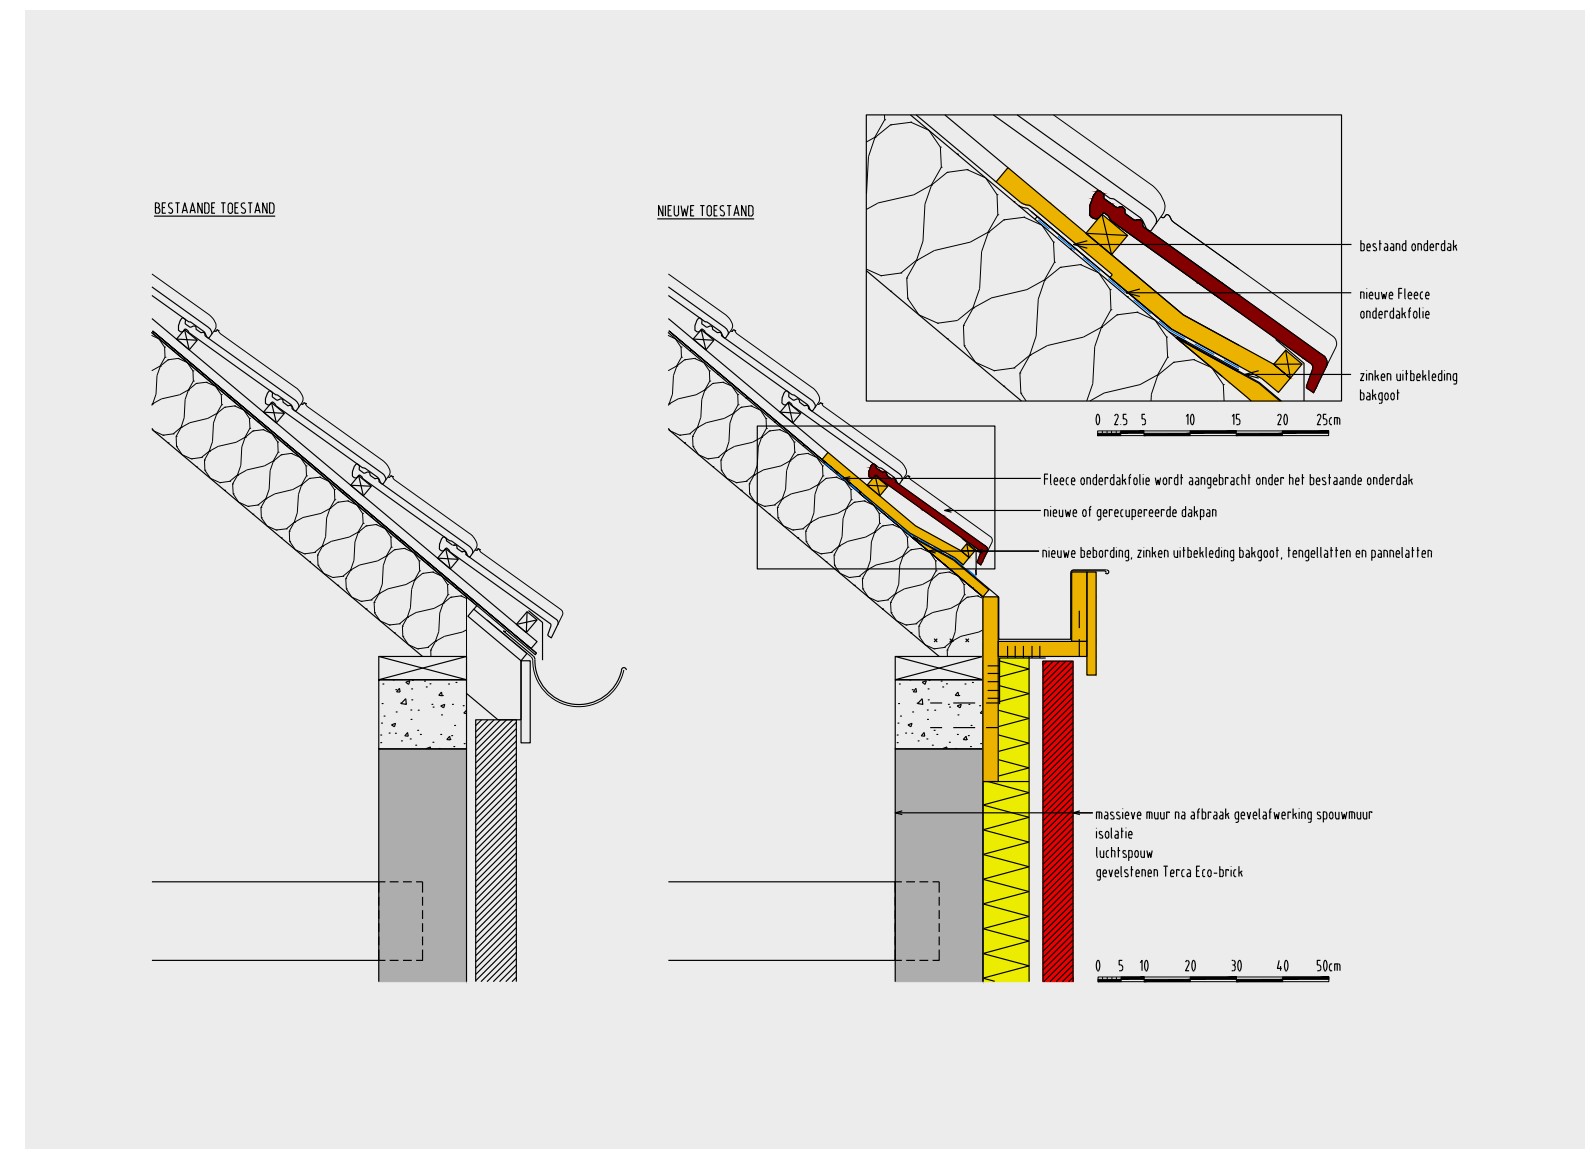 BESTAANDE TOESTAND
NIEUWE TOESTAND
bestaand onderdak
nieuwe Fleece
onderdakfolie
zinken uitbekleding
bakgoot
0 2.5 5 10 15 20 25cm
Fleece onderdakfolie wordt aangebracht onder het bestaande onderdak
nieuwe of gerecupereerde dakpan
nieuwe bebording, zinken uitbekleding bakgoot, tengellatten en pannelatten
massieve muur na afbraak gevelafwerking spouwmuur
isolatie
luchtspouw
gevelstenen Terca Eco-brick
0 5 10 20 30 40 50cm